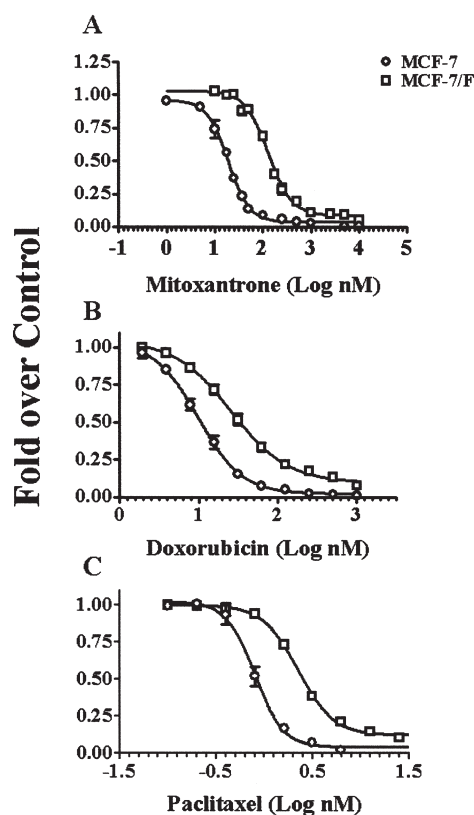 A
MCF-7
MCF-7/F
1.25
1.00
0.75
0.50
0.25
0.00
-1 0 1 2 3 4 5
Mitoxantrone (Log nM)
Fold over Control
B
1.00
0.75
0.50
0.25
0.00
0 1 2 3
Doxorubicin (Log nM)
C
1.00
0.75
0.50
0.25
0.00
-1.5 -0.5 0.5 1.5
Paclitaxel (Log nM)